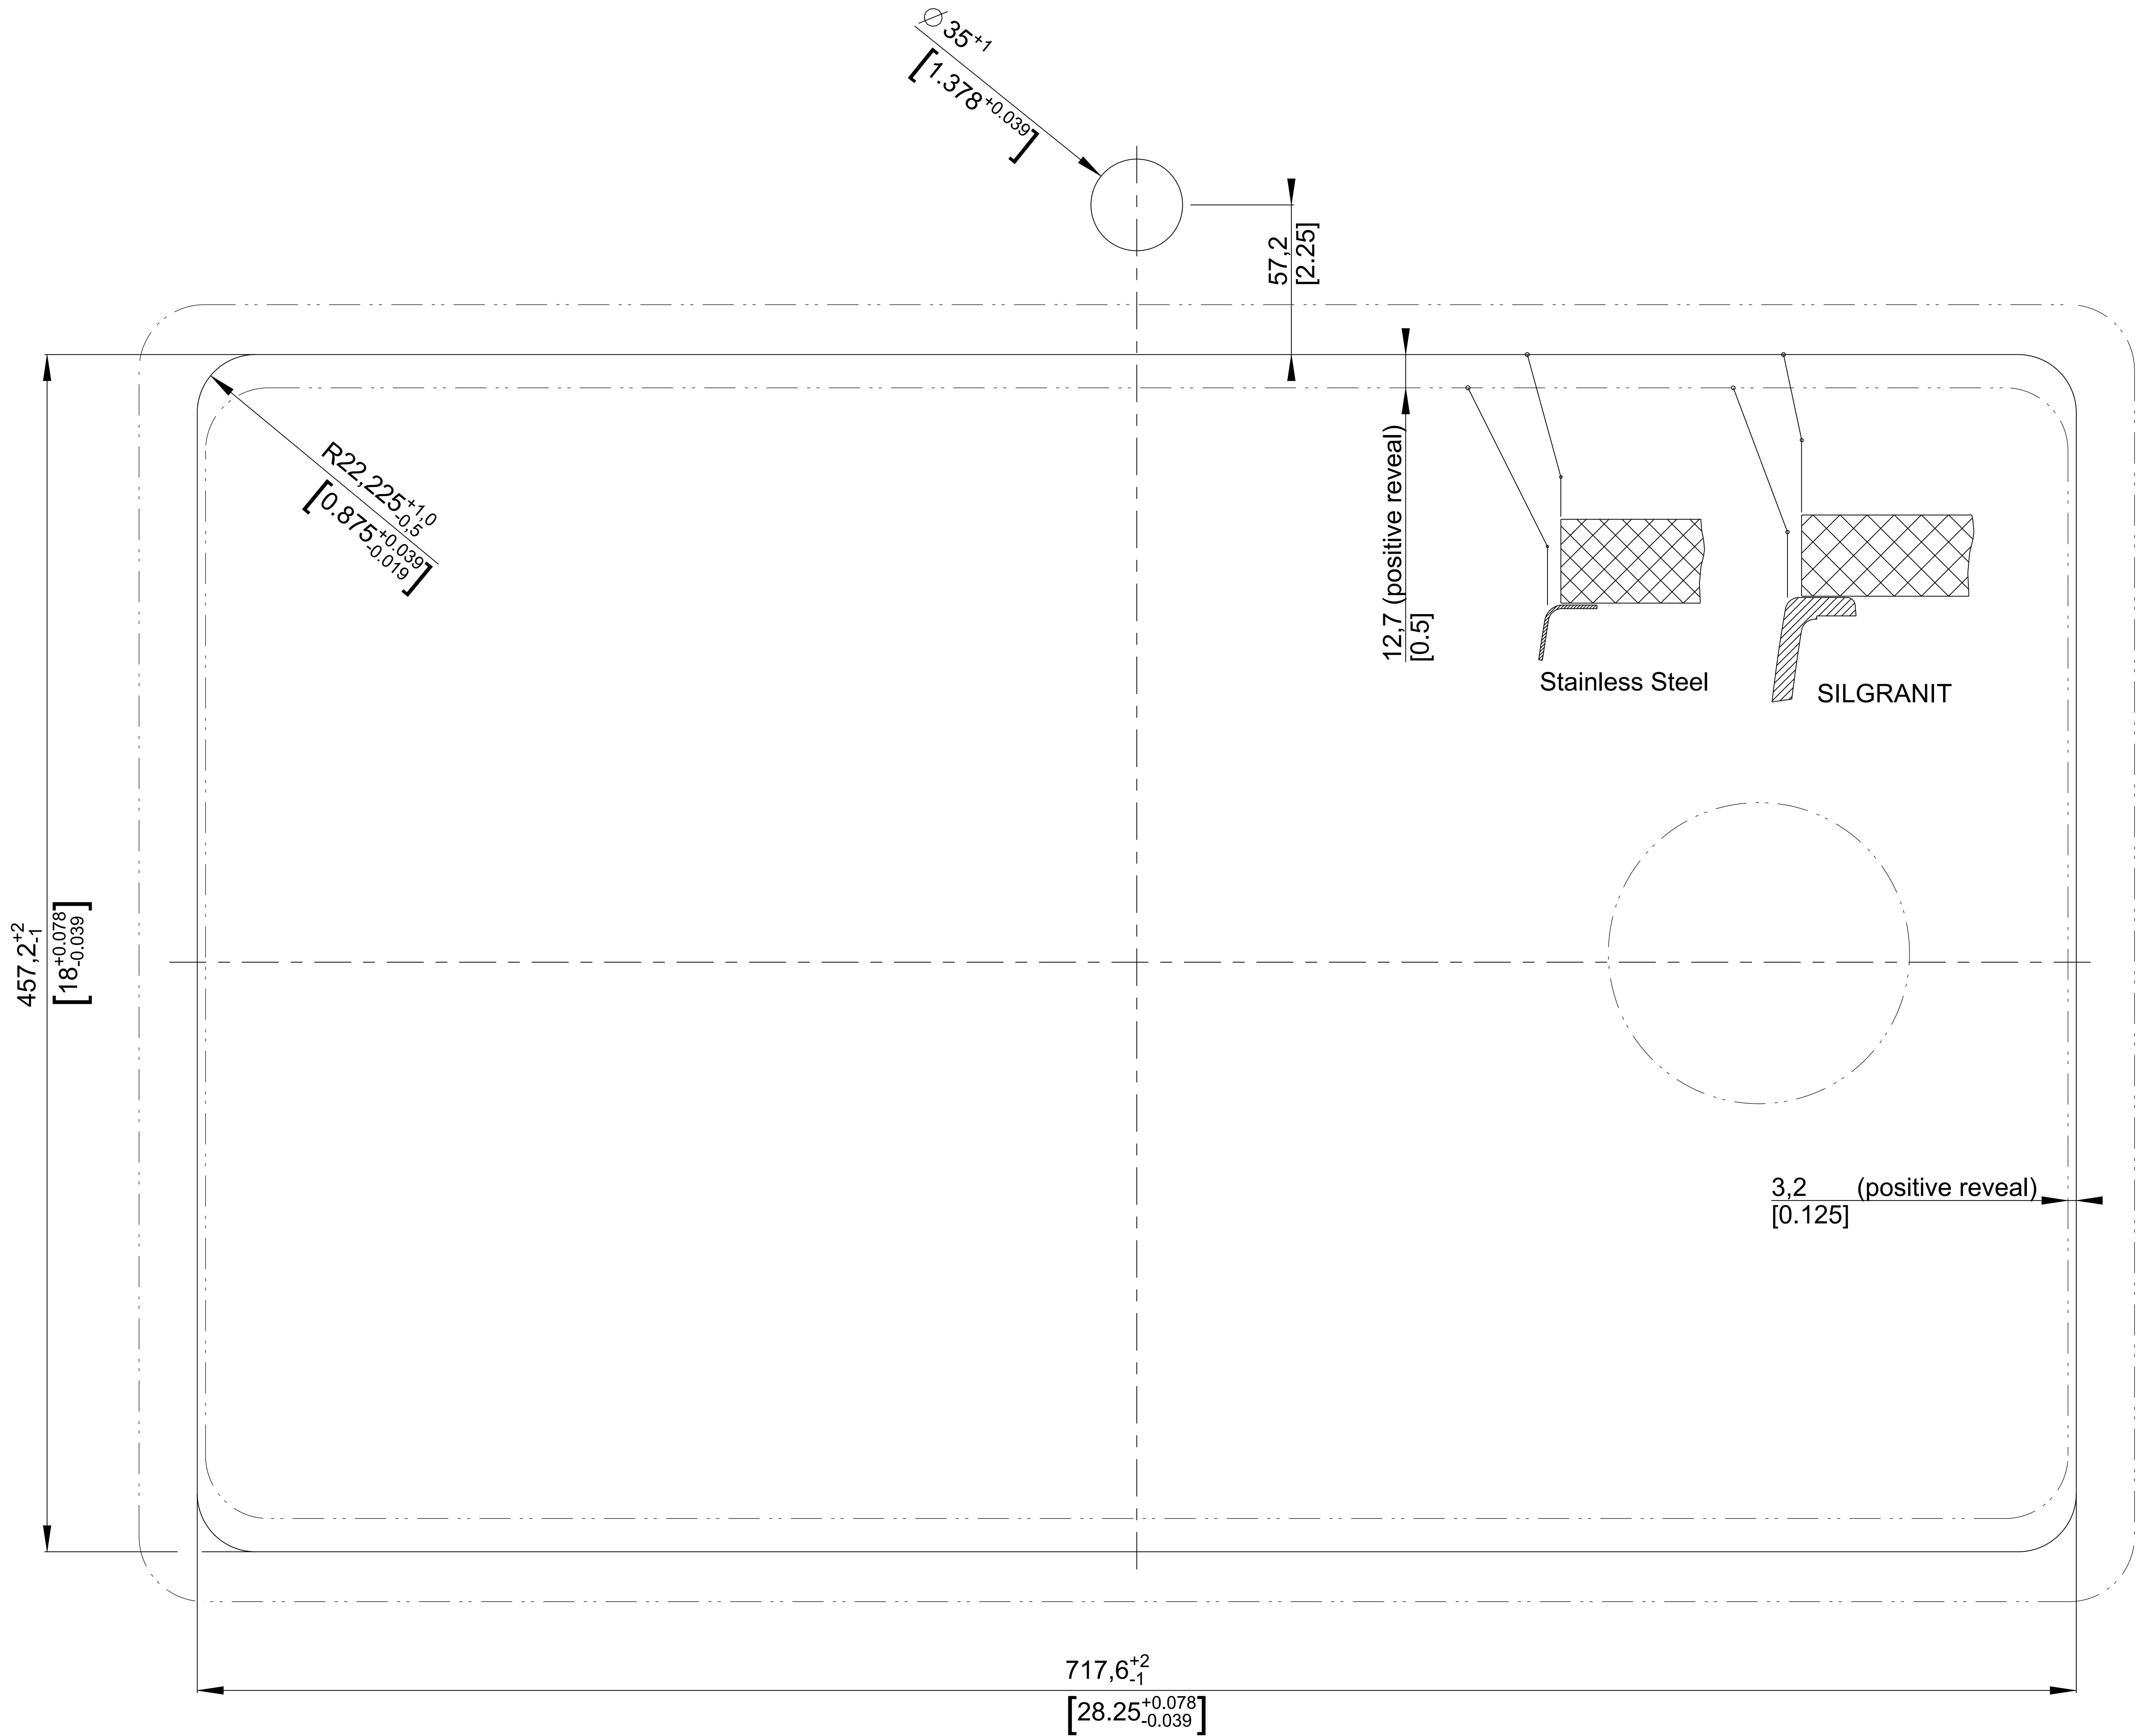 ⌀ 35+1
[1.378 +0.039]
57,2
[2.25]
R22,225 +1,0 -0,5
[0.875 +0.039 -0.019]
12,7 (positive reveal)
[0.5]
Stainless Steel
SILGRANIT
457,2 +2 -1
[18 +0.078 -0.039]
3,2 (positive reveal)
[0.125]
717,6 +2 -1
[28.25 +0.078 -0.039]